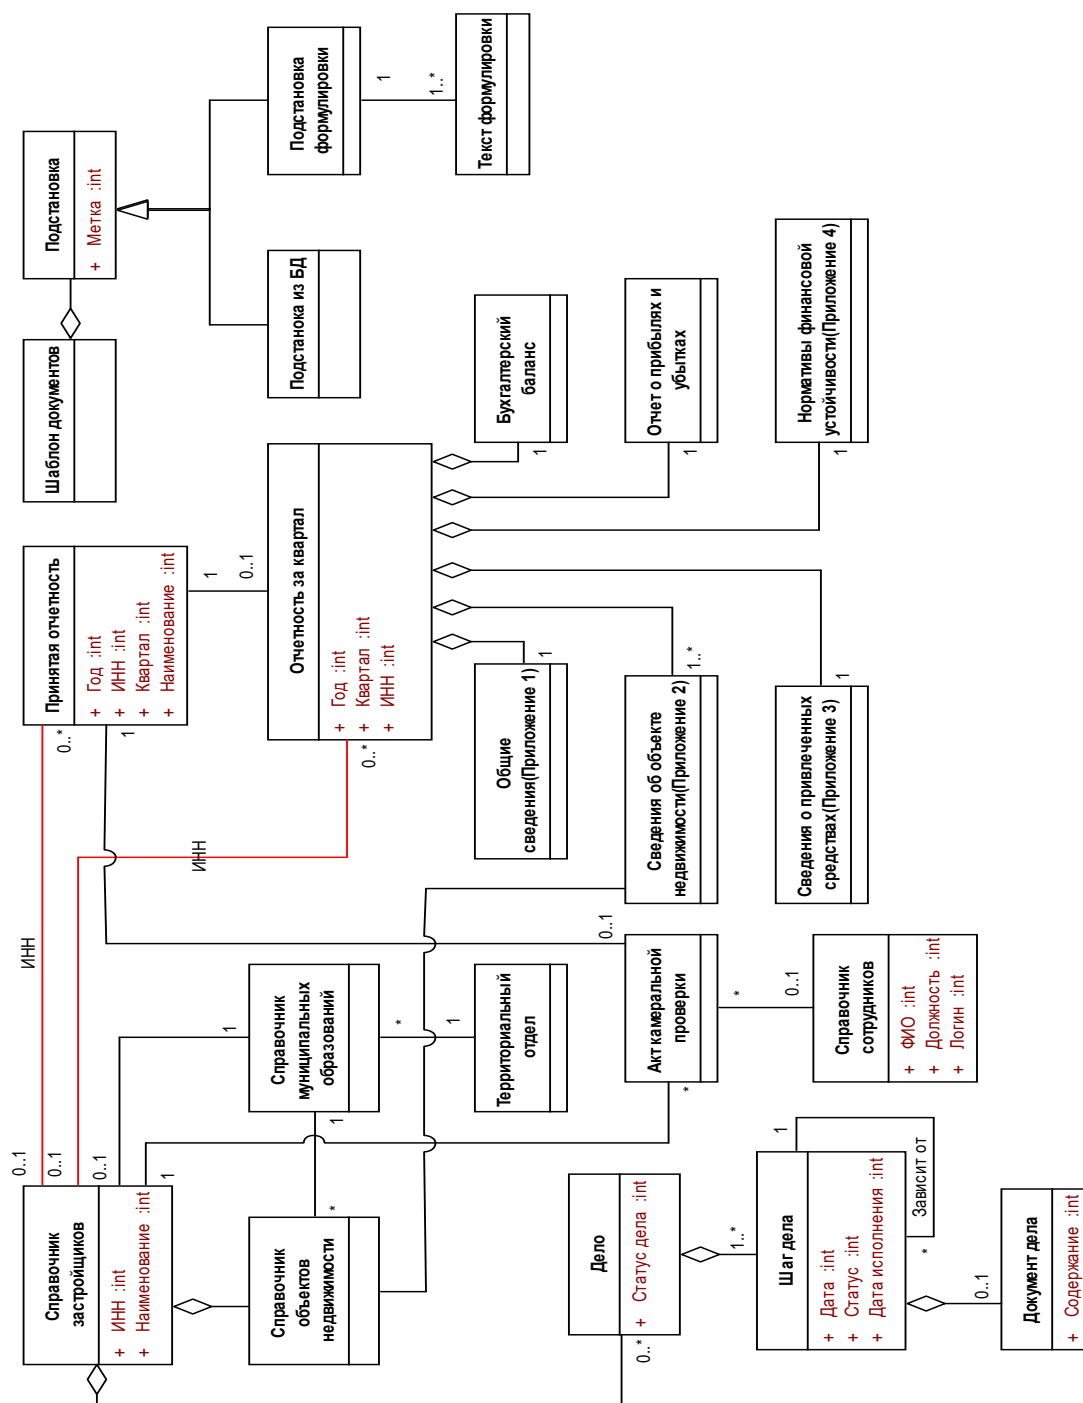 Подстановка
+ Метка :int
Шаблон документов
Подстановка
формулировки
1
1..*
Текст формулировки
Подстанока из БД
Принятая отчетность
+ Год :int
+ ИНН :int
+ Квартал :int
+ Наименование :int
1
0..1
0..*
1
Отчетность за квартал
+ Год :int
+ Квартал :int
+ ИНН :int
0..*
Бухгалтерский
баланс
1
Отчет о прибылях и
убытках
1
Нормативы финансовой
устойчивости(Приложение 4)
1
Общие
сведения(Приложение 1)
1
Сведения об объекте
недвижимости(Приложение 2)
1..*
Сведения о привлеченных
средствах(Приложение 3)
1
ИНН
ИНН
Справочник
застройщиков
+ ИНН :int
+ Наименование :int
0..1
0..1
0..1
1
Справочник
муниципальных
образований
1
*
1
Территориальный
отдел
1
*
Справочник
объектов
недвижимости
Акт камеральной
проверки
0..1
*
*
0..1
Справочник
сотрудников
+ ФИО :int
+ Должность :int
+ Логин :int
Дело
+ Статус дела :int
0..*
1..*
Шаг дела
+ Дата :int
+ Статус :int
+ Дата исполнения :int
1
Зависит от
*
0..1
Документ дела
+ Содержание :int